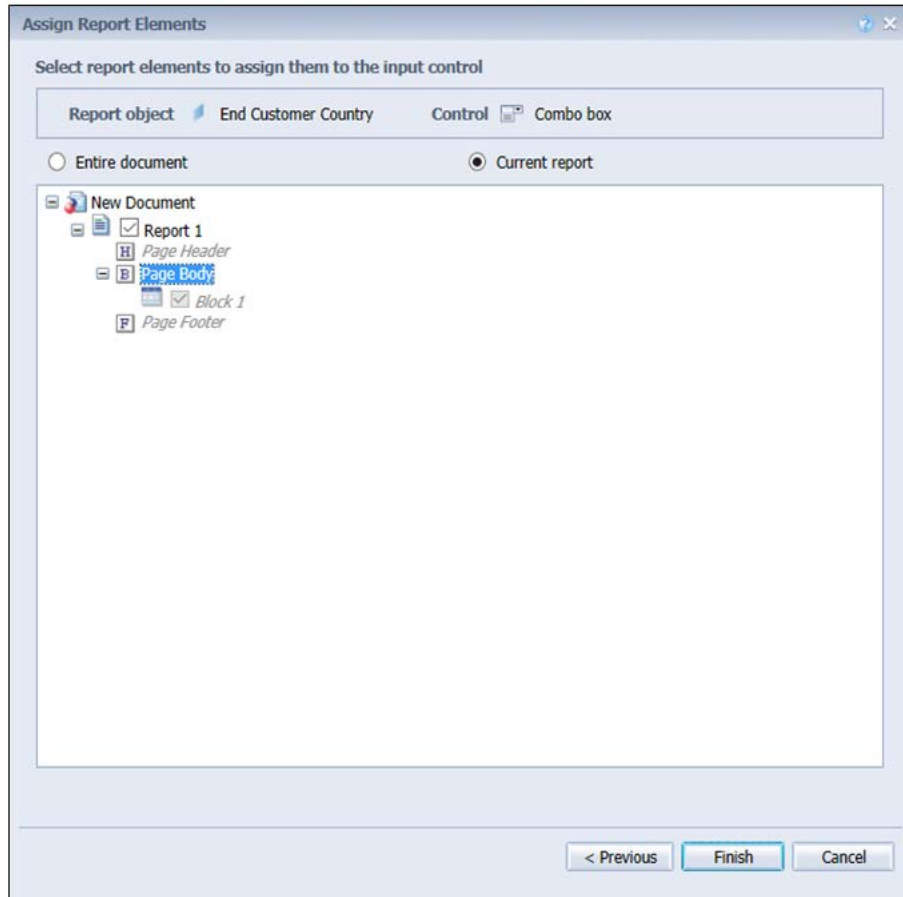 Assign Report Elements
Select report elements to assign them to the input control
Report object End Customer Country Control Combo box
Entire document Current report
New Document
Report 1
H Page Header
B Page Body
Block 1
F Page Footer
< Previous Finish Cancel